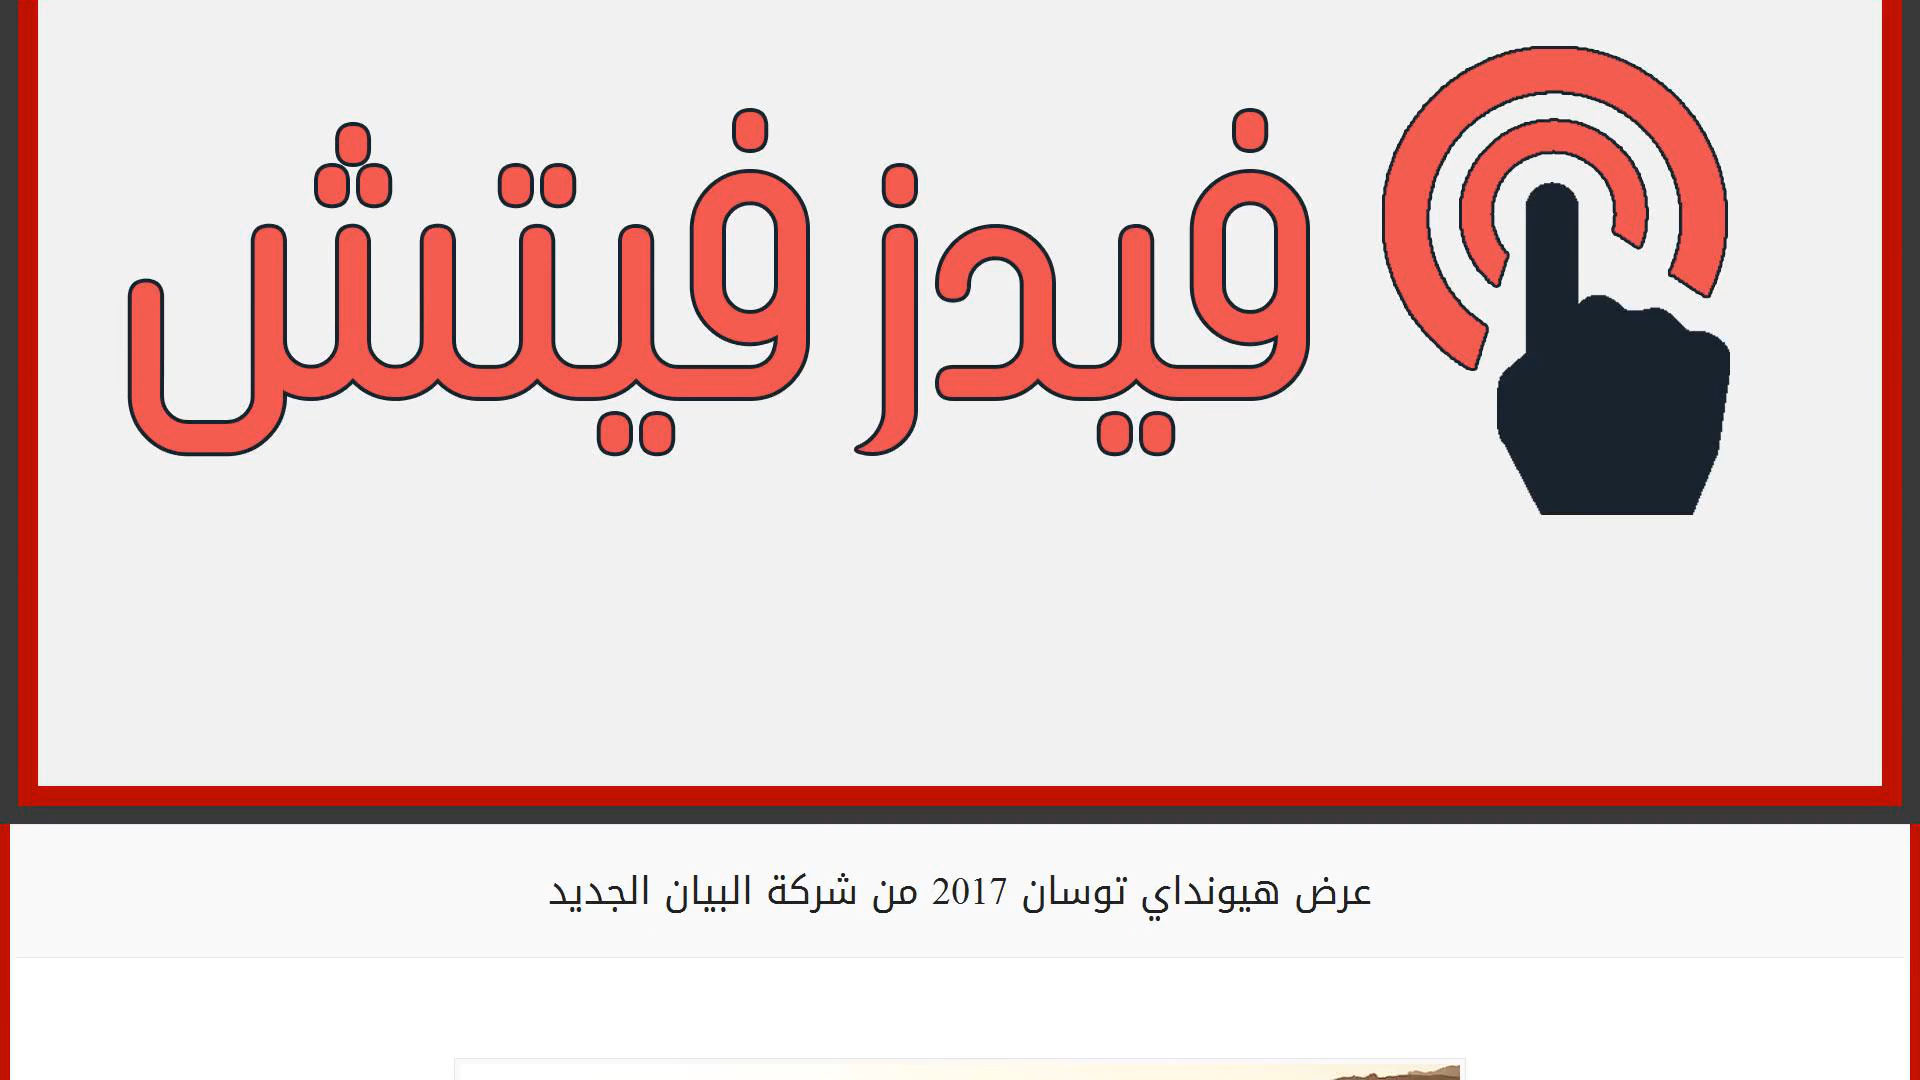 فيدز فيتش
عرض هيونداي توسان 2017 من شركة البيان الجديد